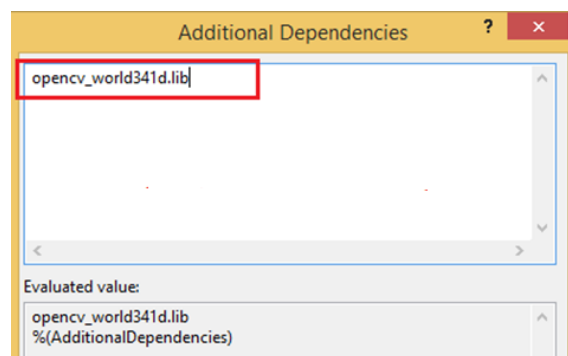 Additional Dependencies
?
×
opencv_world341d.lib
Evaluated value:
opencv_world341d.lib
%(AdditionalDependencies)